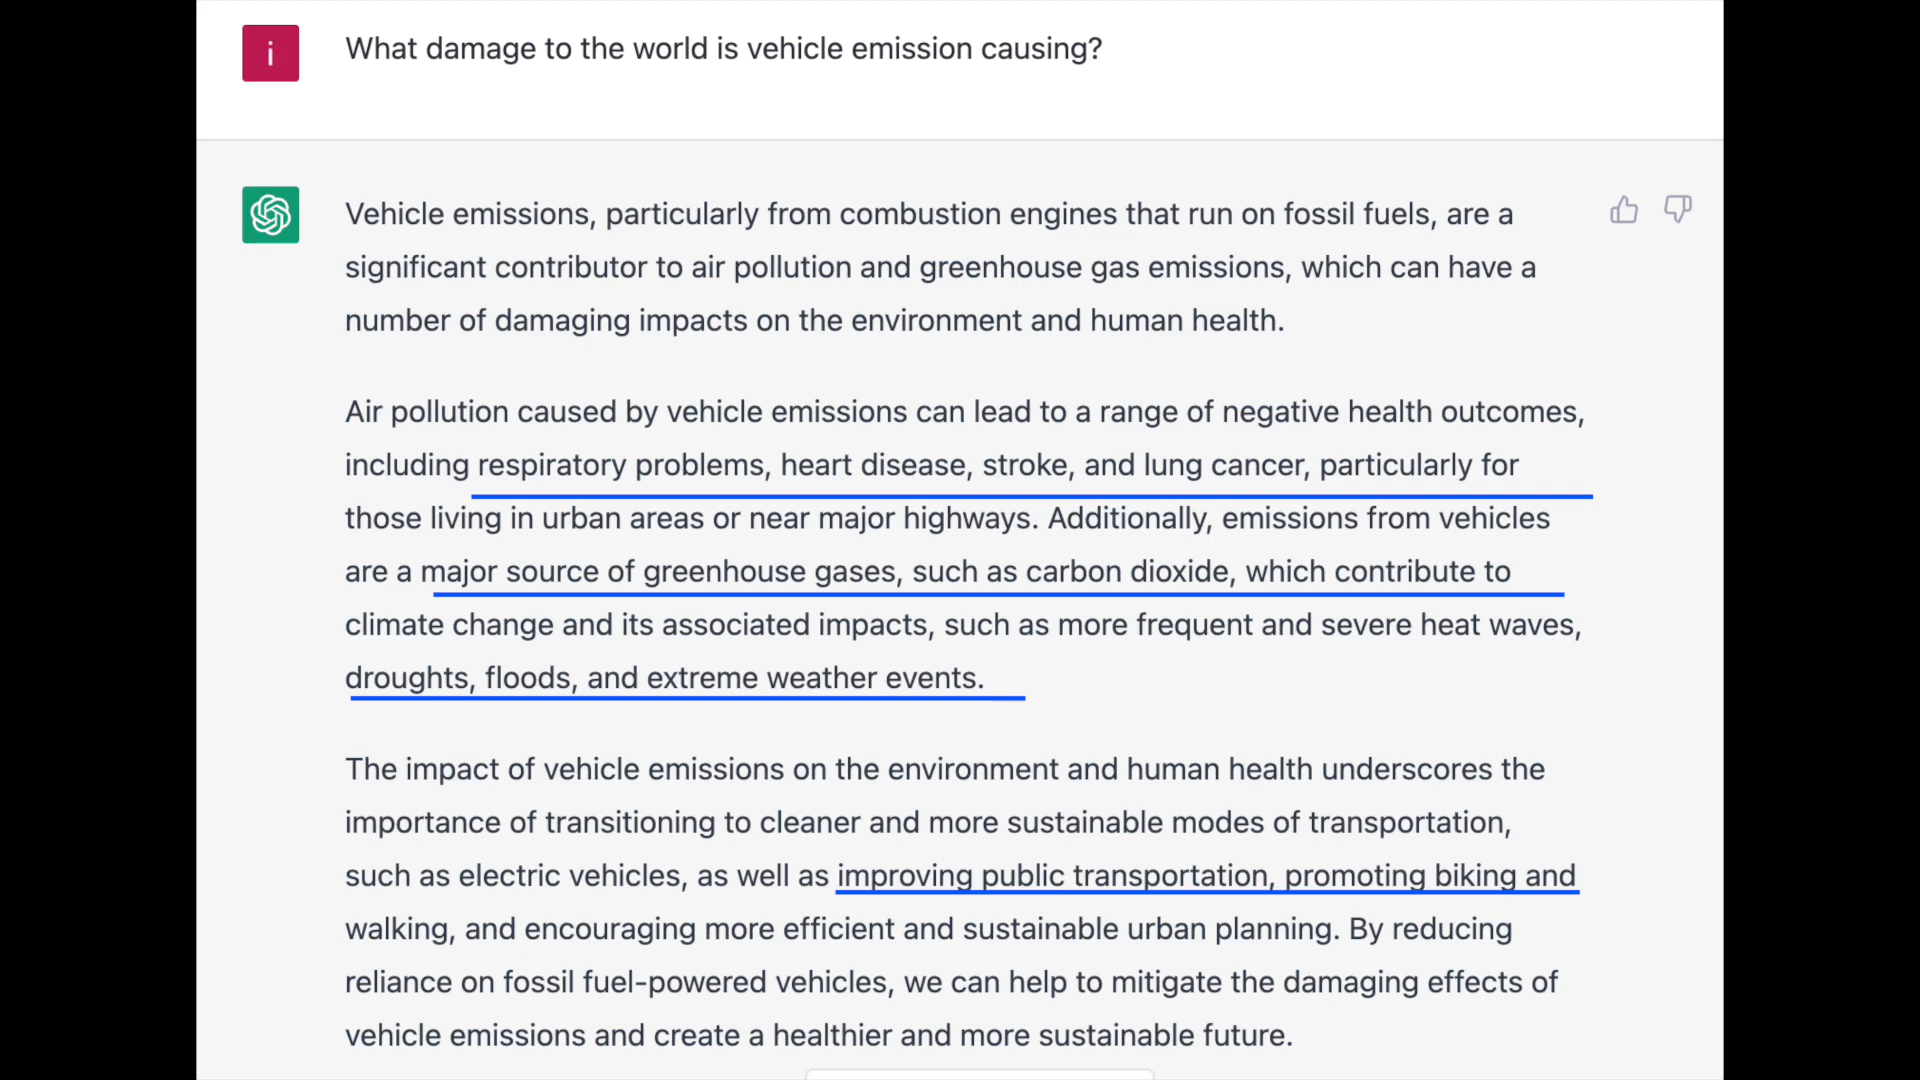 i
What damage to the world is vehicle emission causing?
Vehicle emissions, particularly from combustion engines that run on fossil fuels, are a
significant contributor to air pollution and greenhouse gas emissions, which can have a
number of damaging impacts on the environment and human health.
Air pollution caused by vehicle emissions can lead to a range of negative health outcomes,
including respiratory problems, heart disease, stroke, and lung cancer, particularly for
those living in urban areas or near major highways. Additionally, emissions from vehicles
are a major source of greenhouse gases, such as carbon dioxide, which contribute to
climate change and its associated impacts, such as more frequent and severe heat waves,
droughts, floods, and extreme weather events.
The impact of vehicle emissions on the environment and human health underscores the
importance of transitioning to cleaner and more sustainable modes of transportation,
such as electric vehicles, as well as improving public transportation, promoting biking and
walking, and encouraging more efficient and sustainable urban planning. By reducing
reliance on fossil fuel-powered vehicles, we can help to mitigate the damaging effects of
vehicle emissions and create a healthier and more sustainable future.